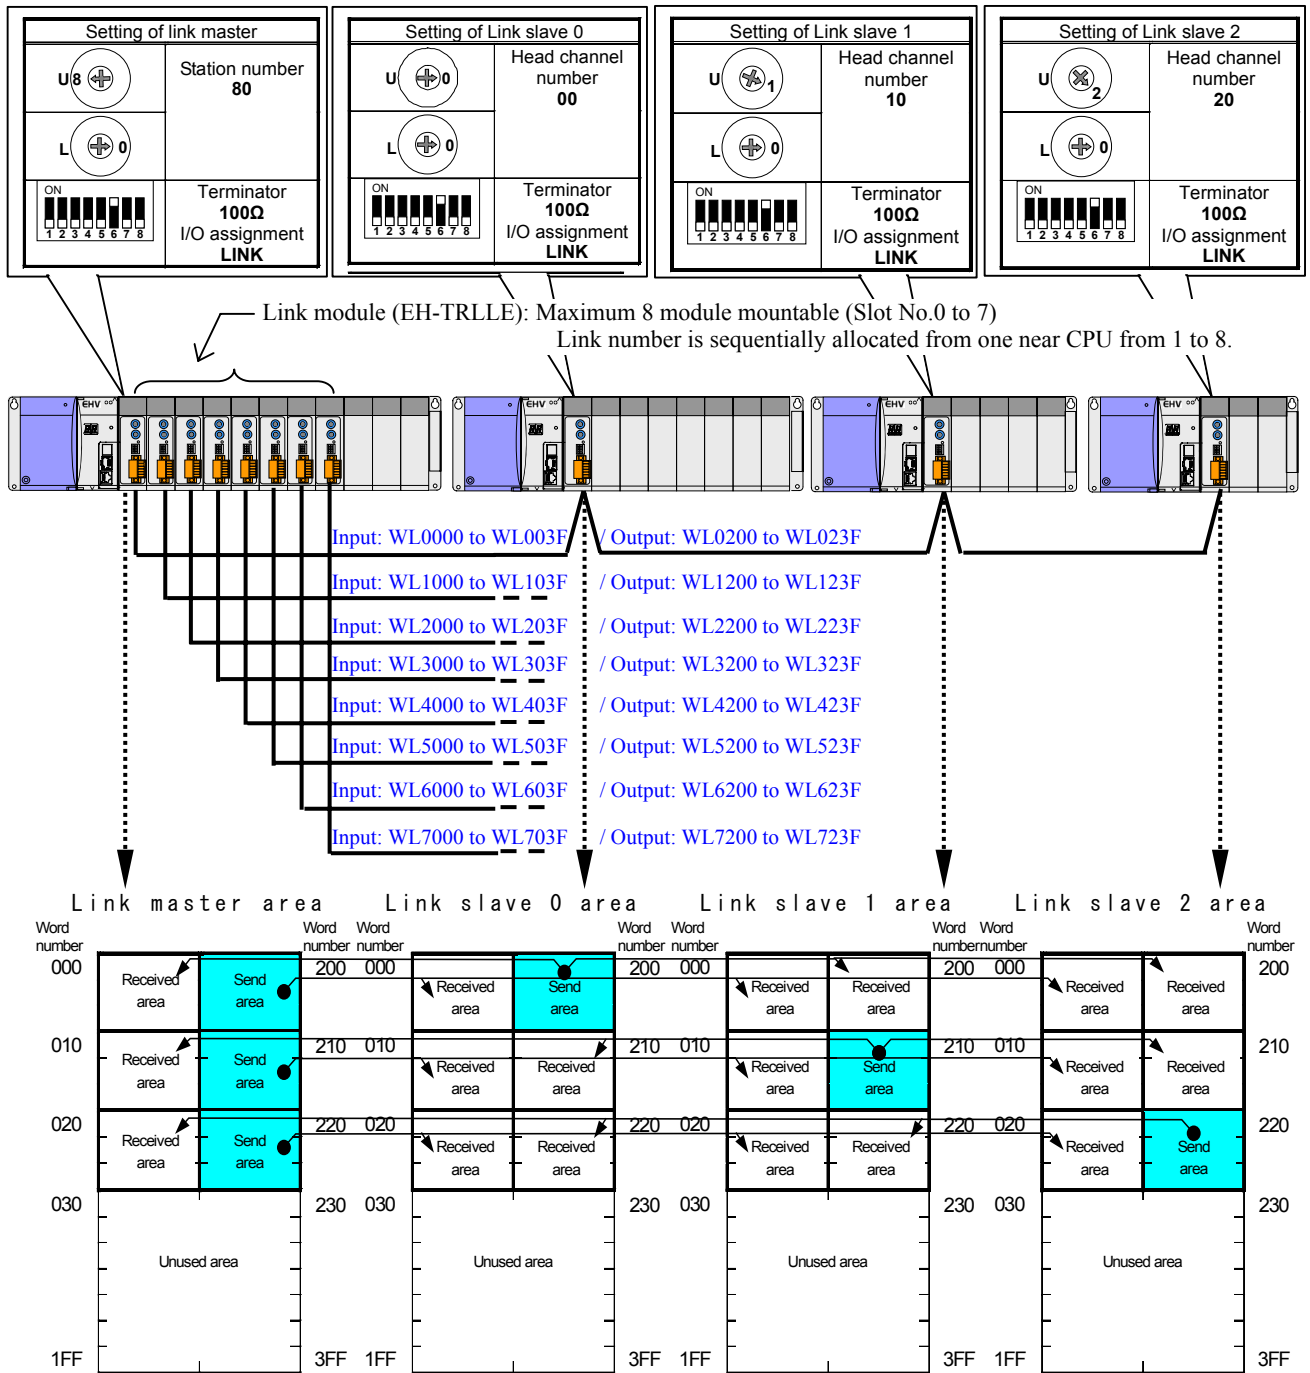 Setting of link master
U 8
Station number
80
L 0
ON
1 2 3 4 5 6 7 8
Terminator
100Ω
I/O assignment
LINK
Setting of Link slave 0
U 0
Head channel
number
00
L 0
ON
1 2 3 4 5 6 7 8
Terminator
100Ω
I/O assignment
LINK
Setting of Link slave 1
U 1
Head channel
number
10
L 0
ON
1 2 3 4 5 6 7 8
Terminator
100Ω
I/O assignment
LINK
Setting of Link slave 2
U 2
Head channel
number
20
L 0
ON
1 2 3 4 5 6 7 8
Terminator
100Ω
I/O assignment
LINK
Link module (EH-TRLLE): Maximum 8 module mountable (Slot No.0 to 7)
Link number is sequentially allocated from one near CPU from 1 to 8.
EHV EHV EHV EHV
Input: WL0000 to WL003F / Output: WL0200 to WL023F
Input: WL1000 to WL103F / Output: WL1200 to WL123F
Input: WL2000 to WL203F / Output: WL2200 to WL223F
Input: WL3000 to WL303F / Output: WL3200 to WL323F
Input: WL4000 to WL403F / Output: WL4200 to WL423F
Input: WL5000 to WL503F / Output: WL5200 to WL523F
Input: WL6000 to WL603F / Output: WL6200 to WL623F
Input: WL7000 to WL703F / Output: WL7200 to WL723F
Link master area Link slave 0 area Link slave 1 area Link slave 2 area
Word Word Word Word Word Word Word Word
number number number number number number number number
000 200 000 200 000 200 000 200
Received Send Received Send Received Received Received Received
area area area area area area area area
010 210 010 210 010 210 010 210
Received Send Received Received Received Send Received Received
area area area area area area area area
020 220 020 220 020 220 020 220
Received Send Received Received Received Received Received Send
area area area area area area area area
030 230 030 230 030 230 030 230
Unused area Unused area Unused area Unused area
1FF 3FF 1FF 3FF 1FF 3FF 1FF 3FF